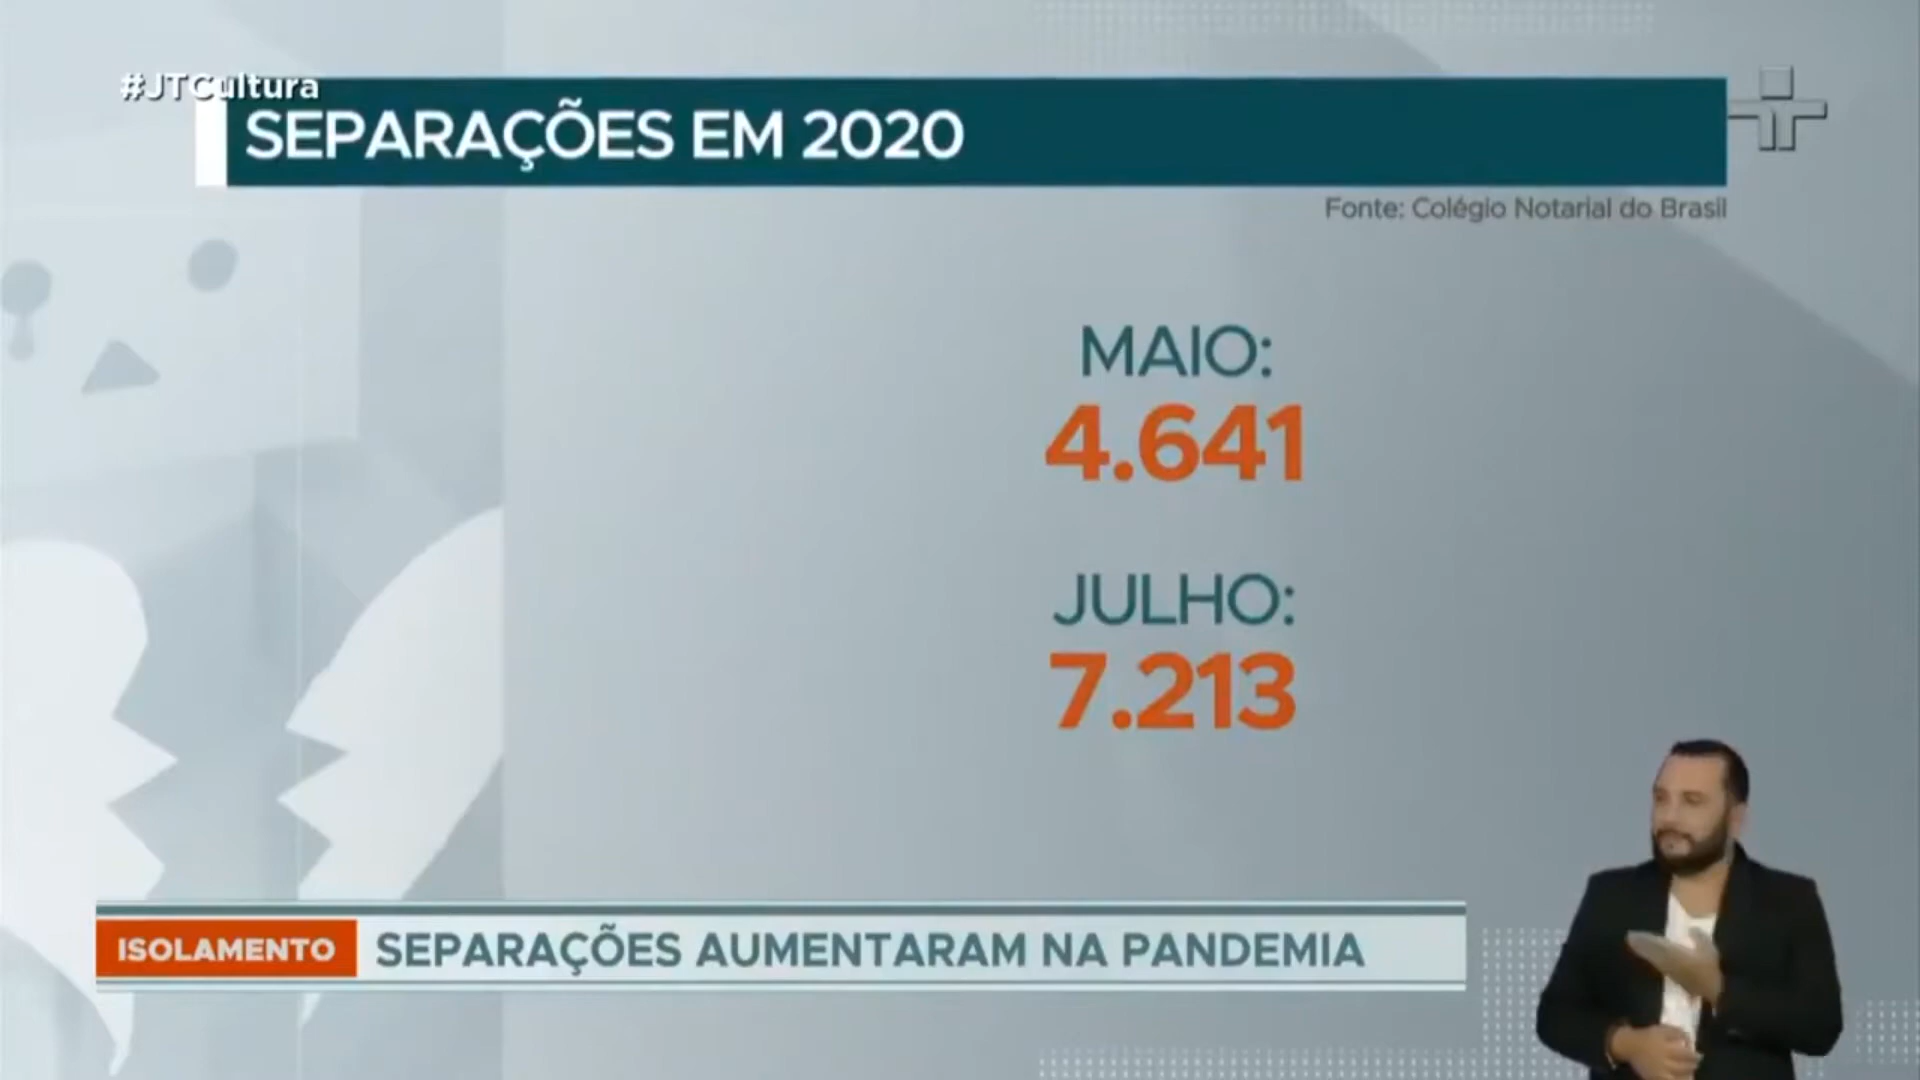 #JTCultura
SEPARAÇÕES EM 2020
Fonte: Colégio Notarial do Brasil
MAIO:
4.641
JULHO:
7.213
ISOLAMENTO
SEPARAÇÕES AUMENTARAM NA PANDEMIA